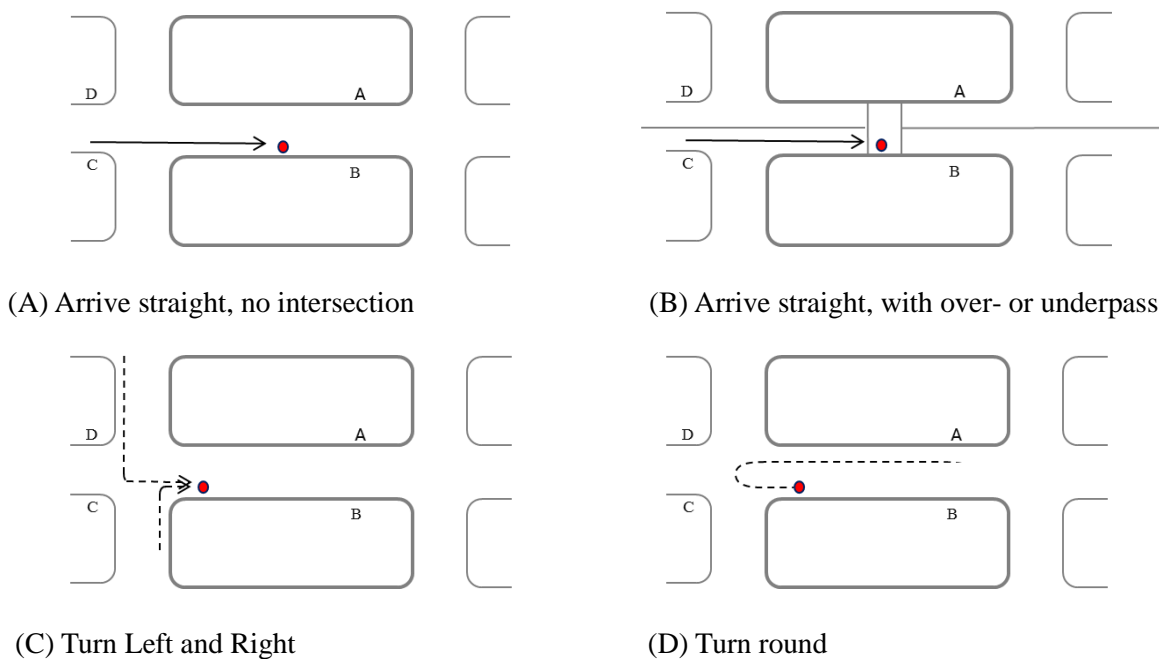 D
A
C
B
D
A
C
B
(A) Arrive straight, no intersection
(B) Arrive straight, with over- or underpass
D
A
C
B
D
A
C
B
(C) Turn Left and Right
(D) Turn round